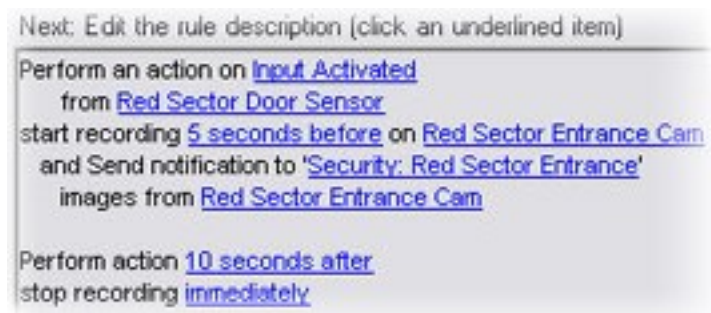 Next: Edit the rule description (click an underlined item)
Perform an action on Input Activated
from Red Sector Door Sensor
start recording 5 seconds before on Red Sector Entrance Cam
and Send notification to 'Security: Red Sector Entrance'
images from Red Sector Entrance Cam
Perform action 10 seconds after
stop recording immediately